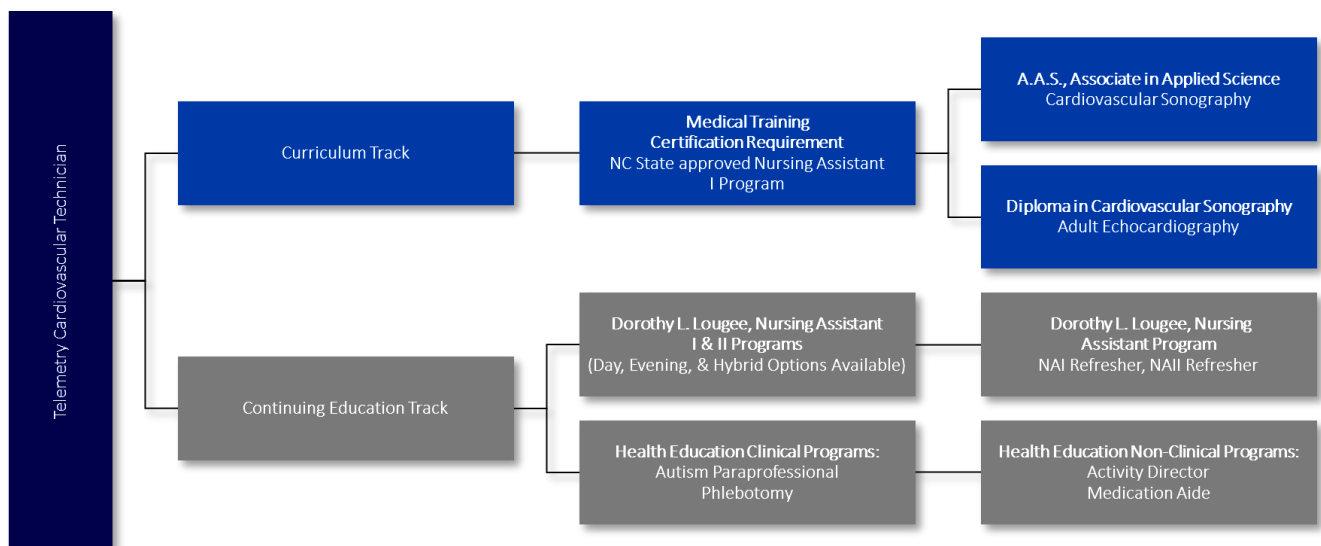 Telemetry Cardiovascular Technician
Curriculum Track
Medical Training
Certification Requirement
NC State approved Nursing Assistant
I Program
A.A.S., Associate in Applied Science
Cardiovascular Sonography
Diploma in Cardiovascular Sonography
Adult Echocardiography
Continuing Education Track
Dorothy L. Lougee, Nursing Assistant
I & II Programs
(Day, Evening, & Hybrid Options Available)
Dorothy L. Lougee, Nursing
Assistant Program
NAI Refresher, NAII Refresher
Health Education Clinical Programs:
Autism Paraprofessional
Phlebotomy
Health Education Non-Clinical Programs:
Activity Director
Medication Aide